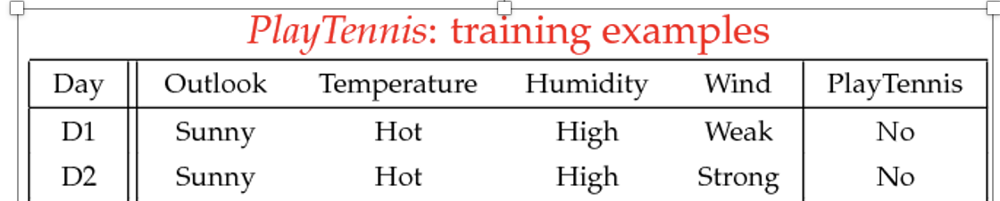 PlayTennis: training examples
Day Outlook Temperature Humidity Wind PlayTennis
D1 Sunny Hot High Weak No
D2 Sunny Hot High Strong No